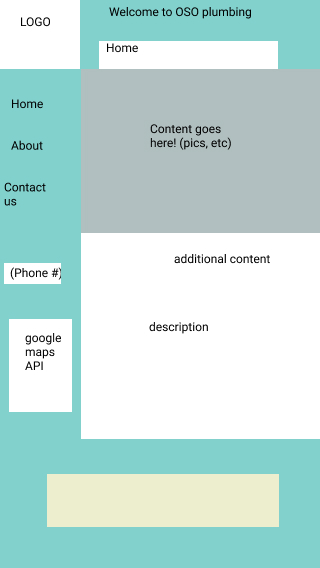 LOGO
Welcome to OSO plumbing
Home
Home
Content goes
here! (pics, etc)
About
Contact
us
additional content
(Phone #)
description
google
maps
API